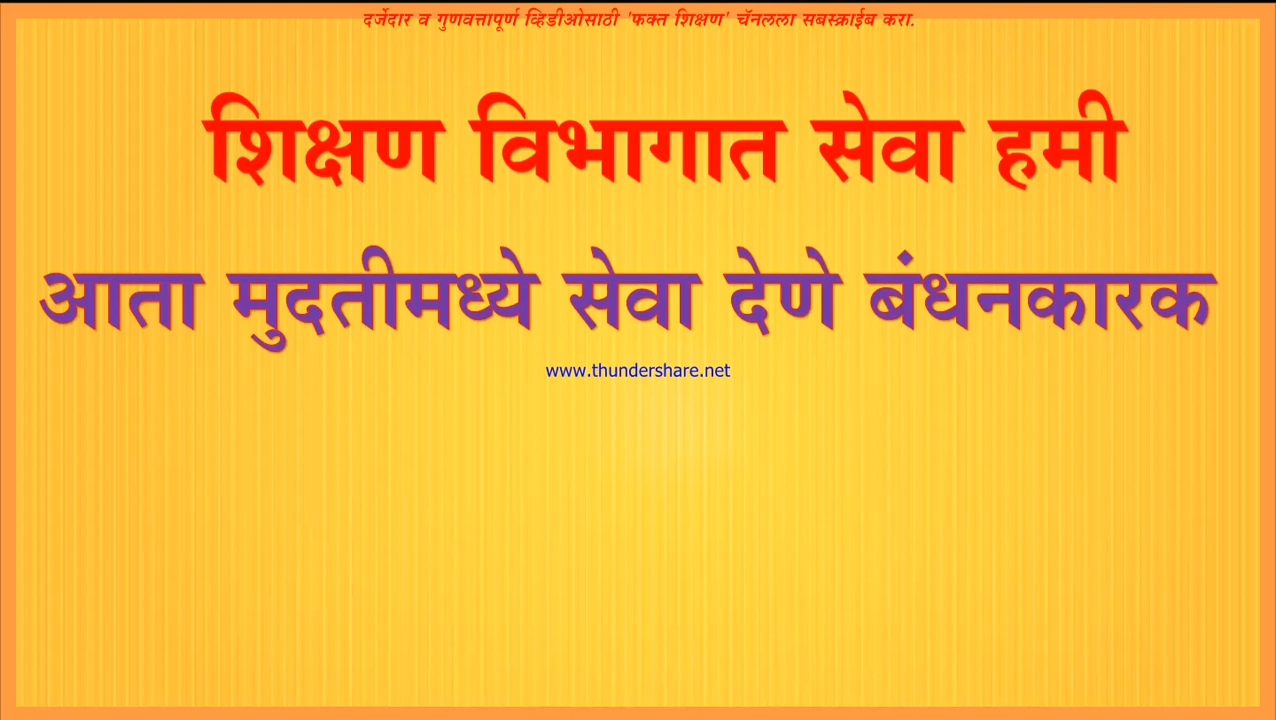 दर्जेदार व गुणवत्तापूर्ण व्हिडीओसाठी 'फक्त शिक्षण' चॅनलला सबस्क्राईब करा.
शिक्षण विभागात सेवा हमी
आता मुदतीमध्ये सेवा देणे बंधनकारक
www.thundershare.net